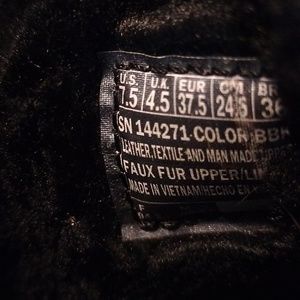 U.S. U.K. EUR CM BR
7.5 4.5 37.5 24.5 36
SN 144271 COLOR: BBK
LEATHER, TEXTILE AND MAN MADE
FAUX FUR UPPER/
MADE IN VIETNAM/HECHO EN